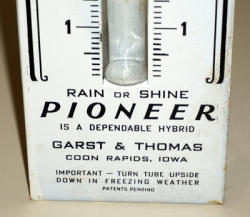 1 1
RAIN OR SHINE
PIONEER
IS A DEPENDABLE HYBRID
GARST & THOMAS
COON RAPIDS, IOWA
IMPORTANT — TURN TUBE UPSIDE
DOWN IN FREEZING WEATHER
PATENTS PENDING